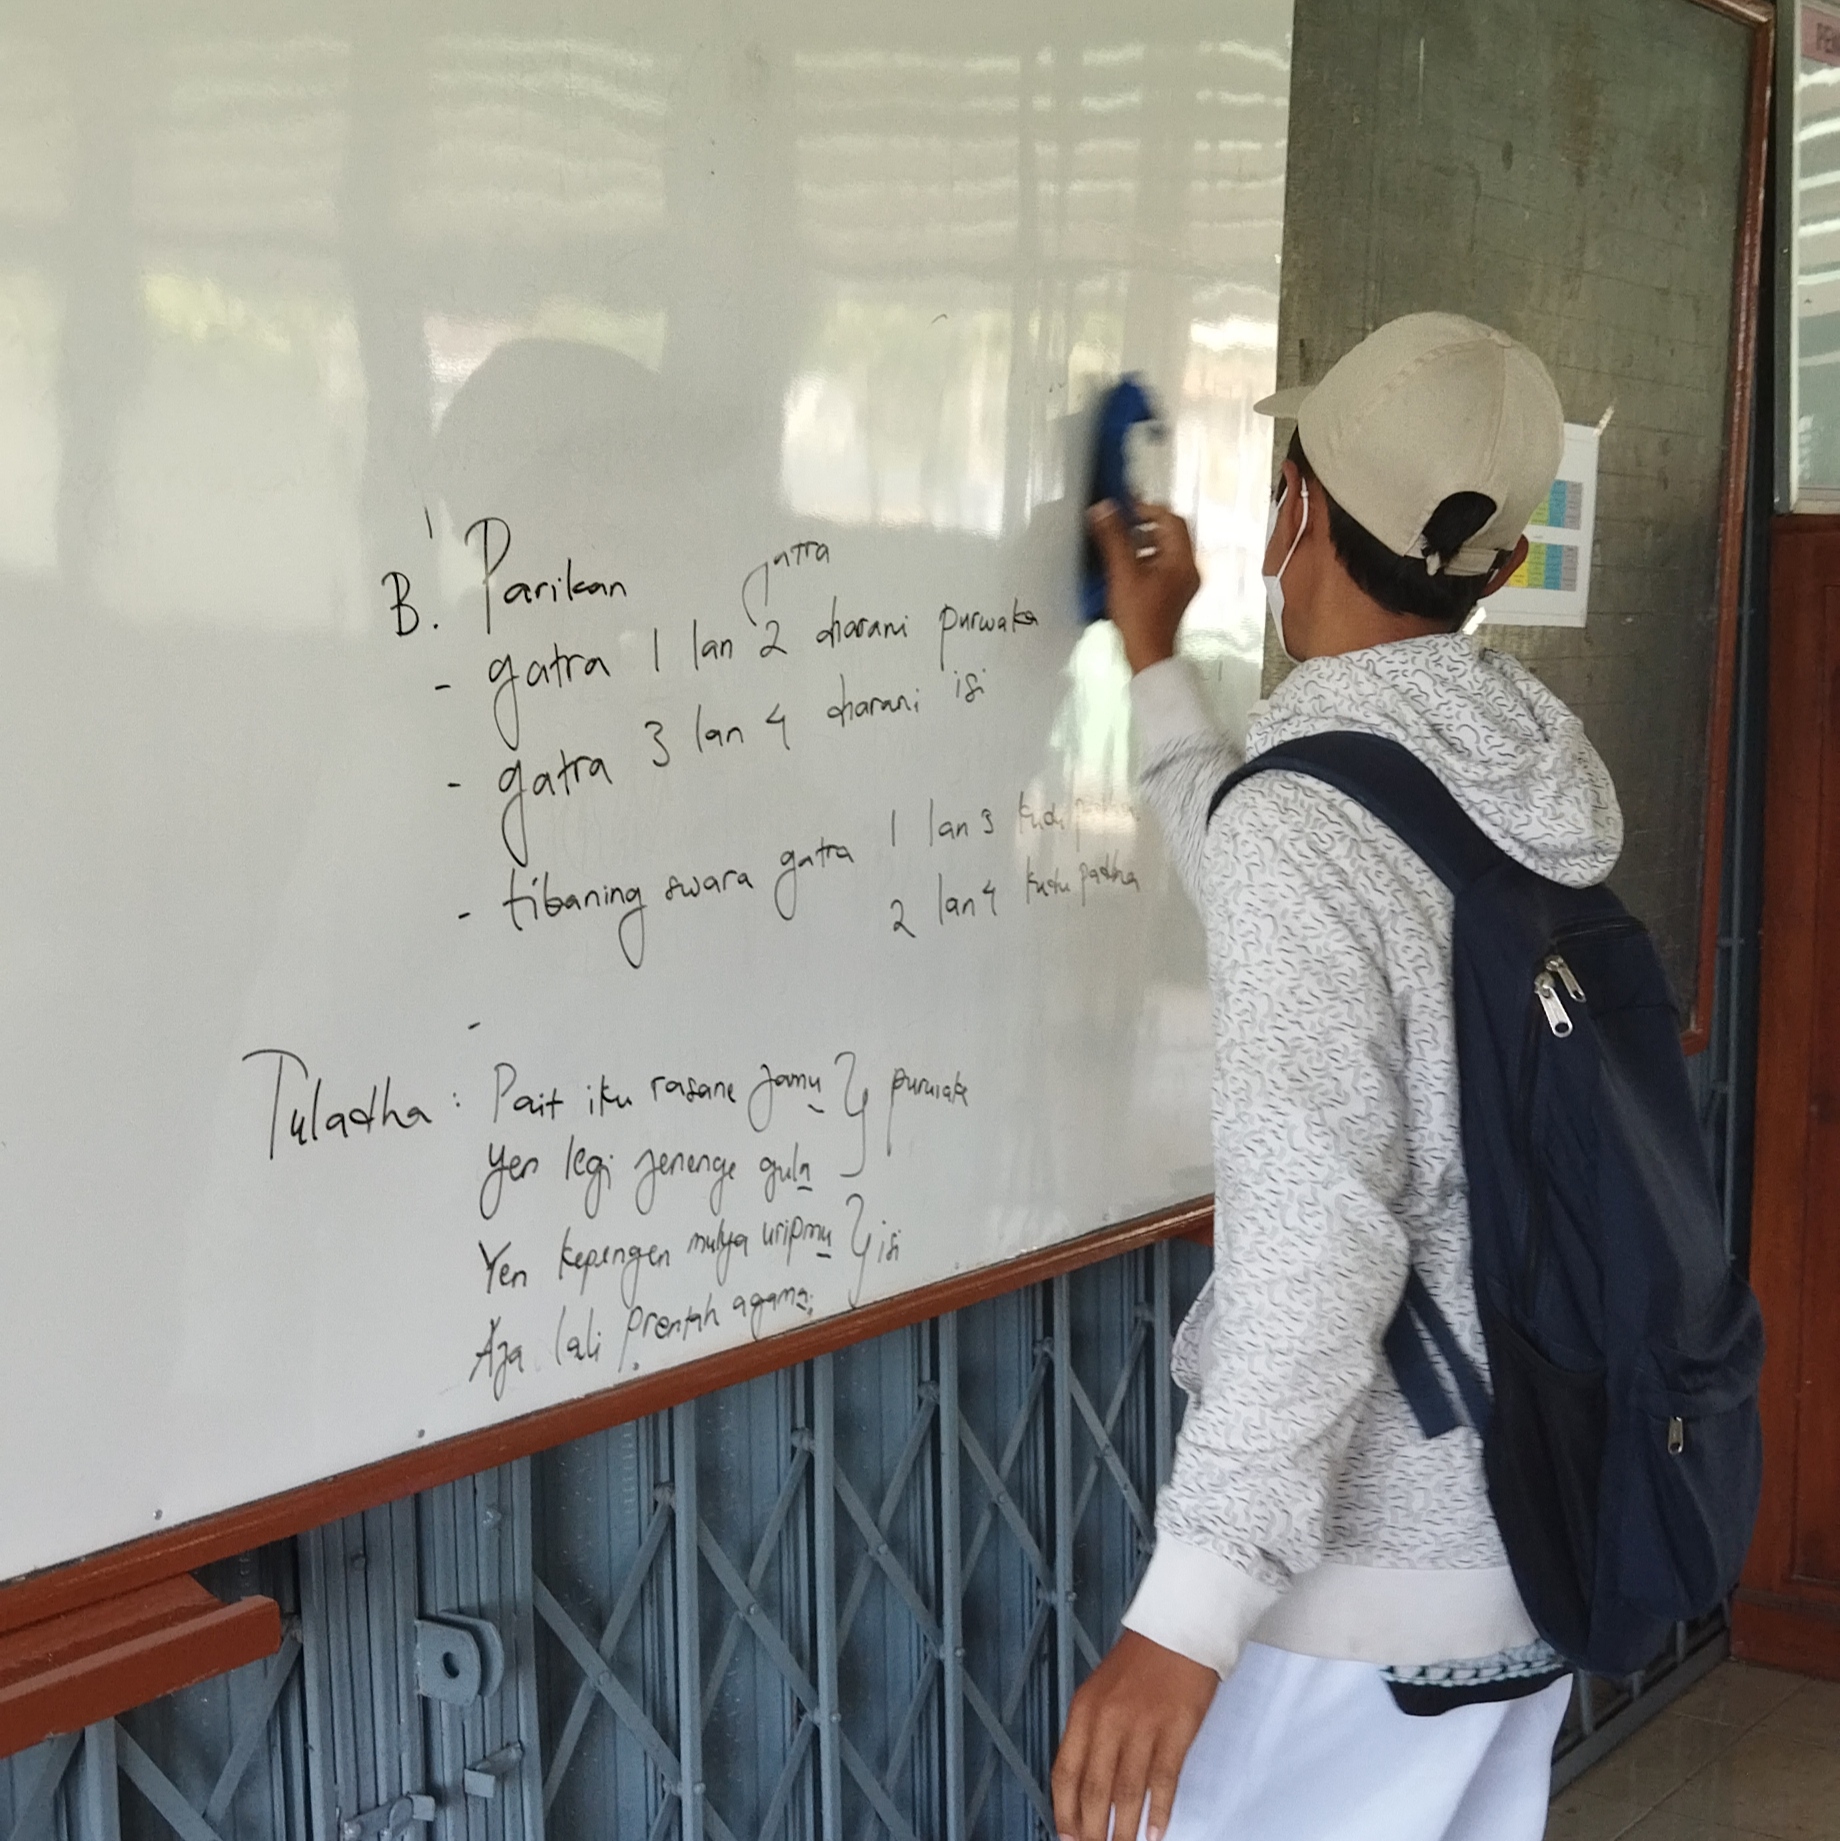 B. Parikan
gatra
- gatra 1 lan 2 diarani purwaka
- gatra 3 lan 4 diarani isi
- tibaning swara gatra 1 lan 3 kudu
2 lan 4 kudu padha
-
Tuladha : Pait iku rasane jamu } purwaka
Yen legi jenenge gula
Yen kepengen mulya uripmu } isi
Aja lali prentah agama.
PE